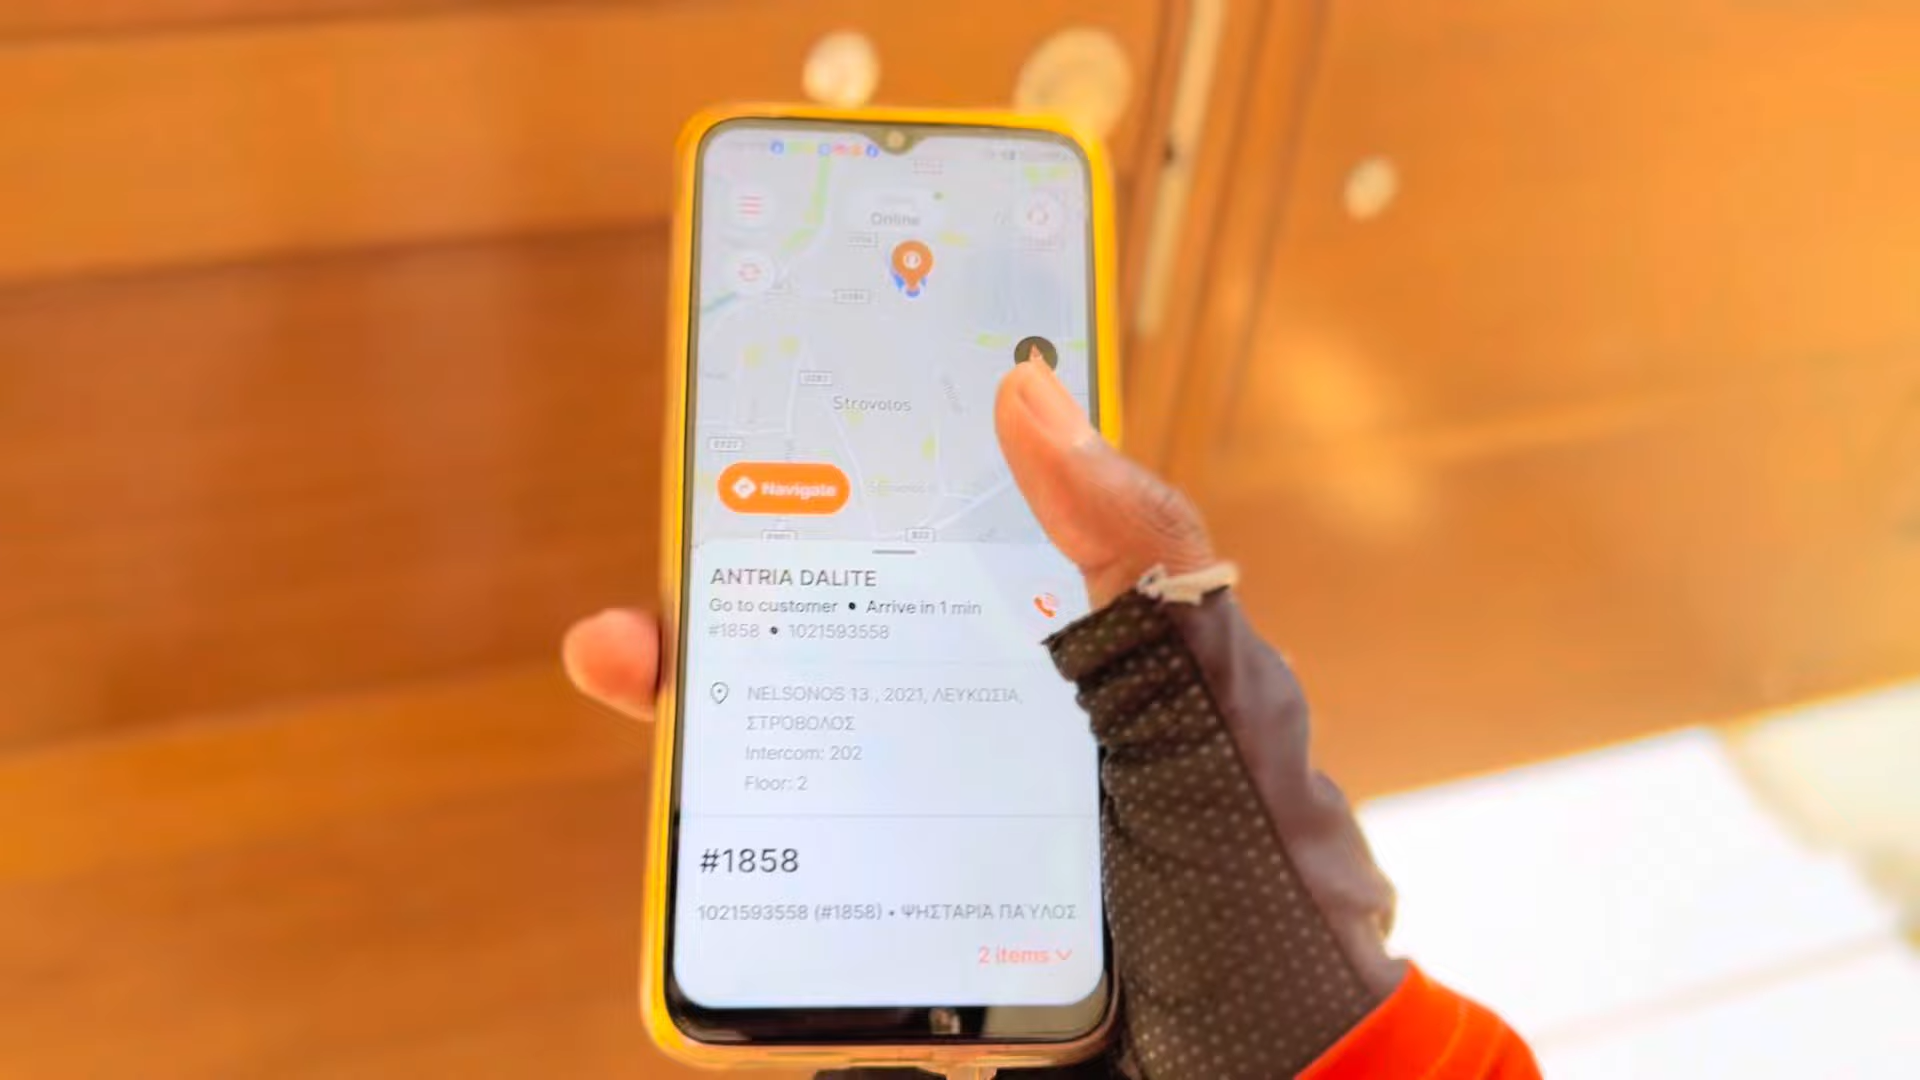 Online
Strovolos
Navigate
ANTRIA DALITE
Go to customer • Arrive in 1 min
#1858 • 1021593558
NELSONOS 13 , 2021, ΛΕΥΚΩΣΙΑ,
ΣΤΡΟΒΟΛΟΣ
Intercom: 202
Floor: 2
#1858
1021593558 (#1858) • ΨΗΣΤΑΡΙΑ ΠΑΎΛΟΣ
2 items